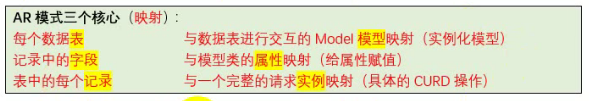 AR 模式三个核心（映射）:
每个数据表 与数据表进行交互的 Model 模型映射（实例化模型）
记录中的字段 与模型类的属性映射（给属性赋值）
表中的每个记录 与一个完整的请求实例映射（具体的 CURD 操作）